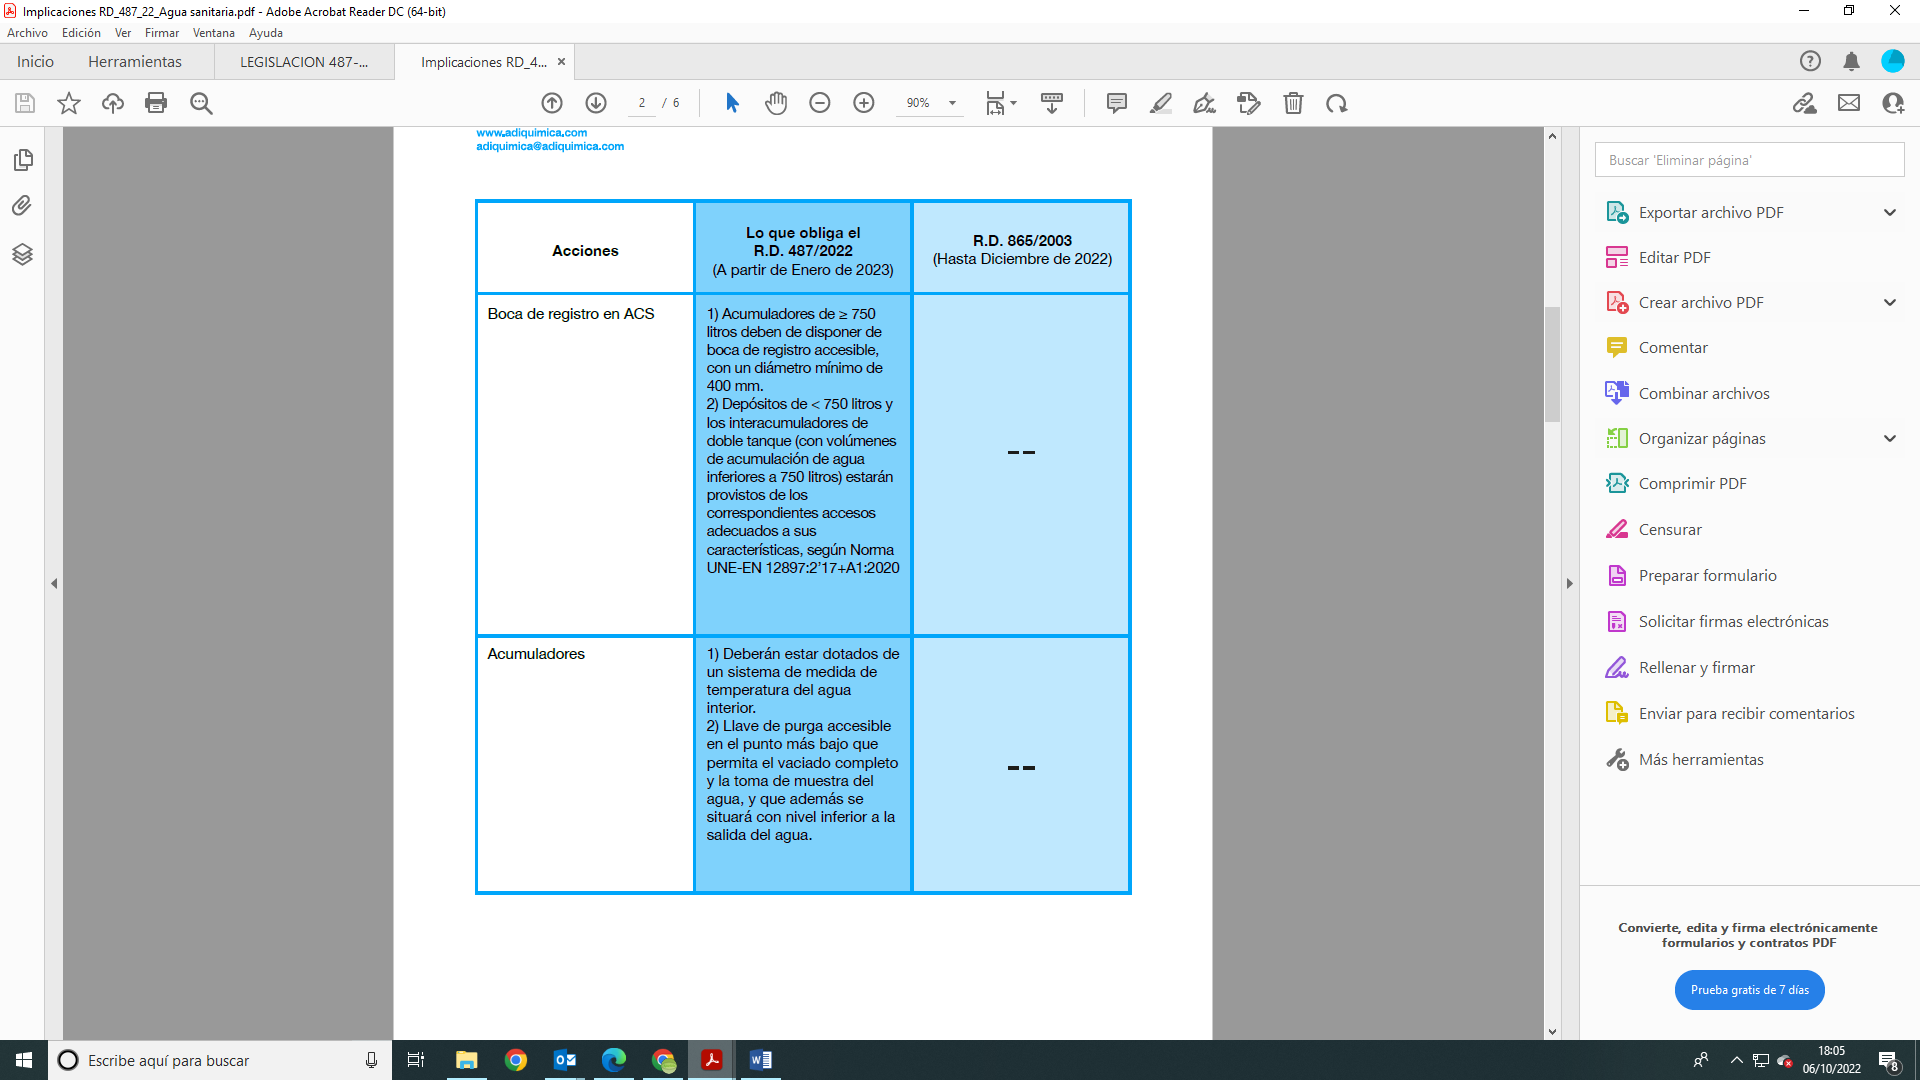 Implicaciones RD_487_22_Agua sanitaria.pdf - Adobe Acrobat Reader DC (64-bit)
Archivo Edición Ver Firmar Ventana Ayuda
Inicio Herramientas LEGISLACION 487-... Implicaciones RD_4...
2 / 6 90%
www.adiquimica.com
adiquimica@adiquimica.com
Acciones
Lo que obliga el
R.D. 487/2022
(A partir de Enero de 2023)
R.D. 865/2003
(Hasta Diciembre de 2022)
Boca de registro en ACS
1) Acumuladores de ≥ 750
litros deben de disponer de
boca de registro accesible,
con un diámetro mínimo de
400 mm.
2) Depósitos de < 750 litros y
los interacumuladores de
doble tanque (con volúmenes
de acumulación de agua
inferiores a 750 litros) estarán
provistos de los
correspondientes accesos
adecuados a sus
características, según Norma
UNE-EN 12897:2'17+A1:2020
--
Acumuladores
1) Deberán estar dotados de
un sistema de medida de
temperatura del agua
interior.
2) Llave de purga accesible
en el punto más bajo que
permita el vaciado completo
y la toma de muestra del
agua, y que además se
situará con nivel inferior a la
salida del agua.
--
Buscar 'Eliminar página'
Exportar archivo PDF
Editar PDF
Crear archivo PDF
Comentar
Combinar archivos
Organizar páginas
Comprimir PDF
Censurar
Preparar formulario
Solicitar firmas electrónicas
Rellenar y firmar
Enviar para recibir comentarios
Más herramientas
Convierte, edita y firma electrónicamente
formularios y contratos PDF
Prueba gratis de 7 días
Escribe aquí para buscar
18:05
06/10/2022
8